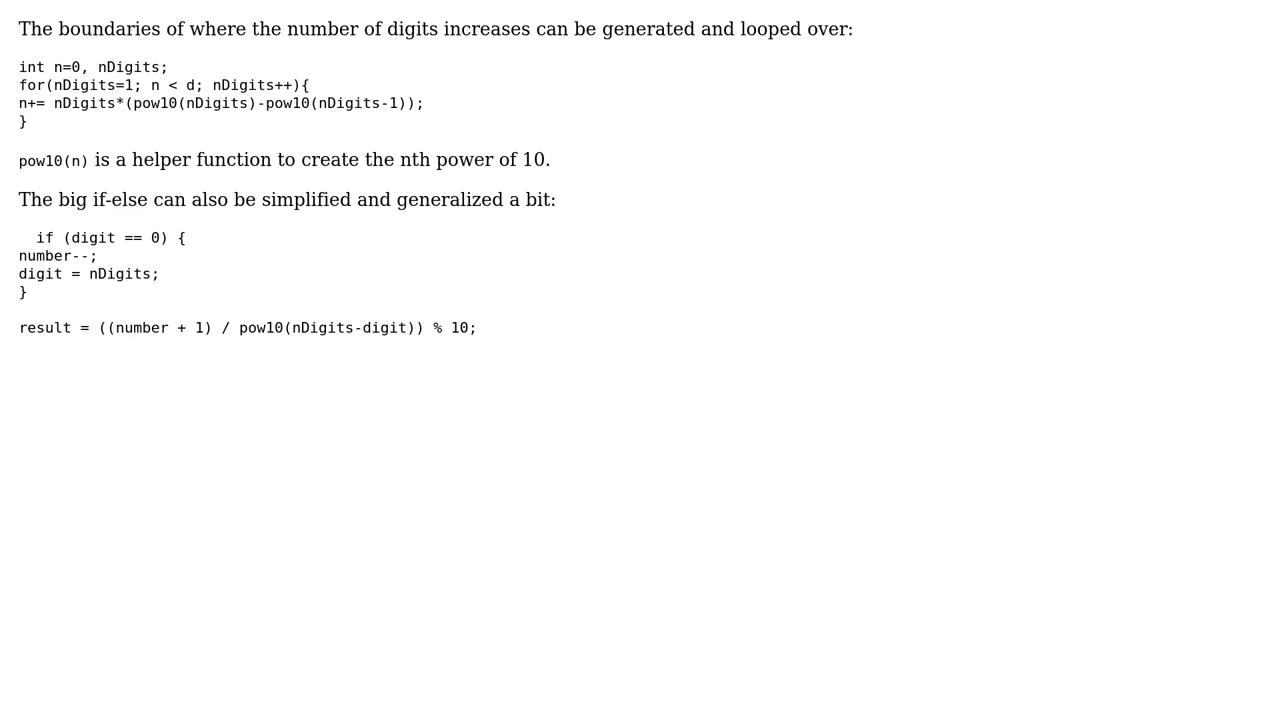 The boundaries of where the number of digits increases can be generated and looped over:
int n=0, nDigits;
for(nDigits=1; n < d; nDigits++){
n+= nDigits*(pow10(nDigits)-pow10(nDigits-1));
}
pow10(n) is a helper function to create the nth power of 10.
The big if-else can also be simplified and generalized a bit:
  if (digit == 0) {
number--;
digit = nDigits;
}
result = ((number + 1) / pow10(nDigits-digit)) % 10;